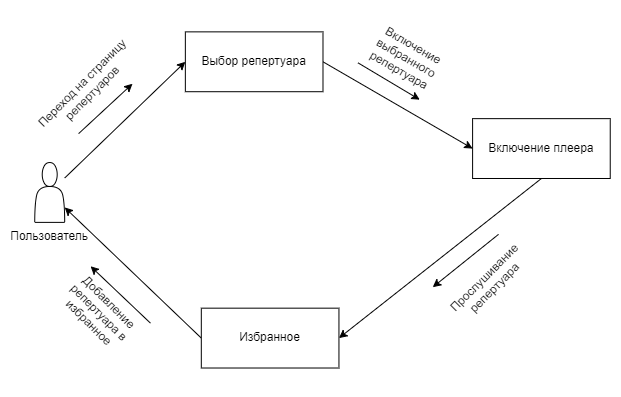 Переход на страницу
репертуаров
Выбор репертуара
Включение
выбранного
репертуара
Включение плеера
Пользователь
Прослушивание
репертуара
Добавление
репертуара в
избранное
Избранное